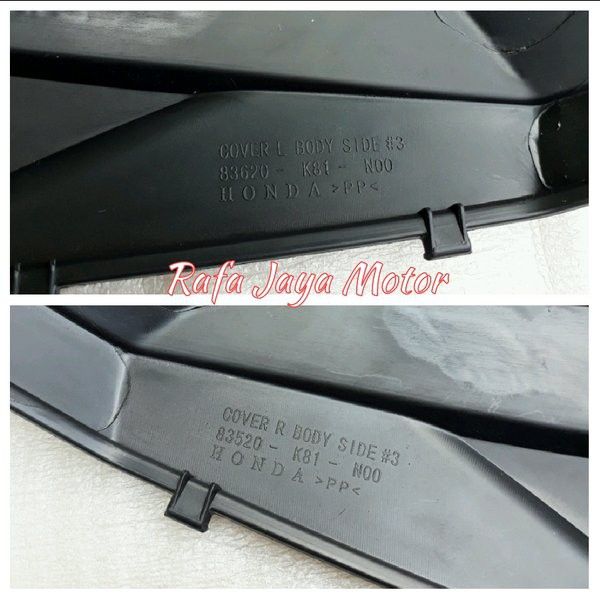 COVER L BODY SIDE #3
83620 - K81 - N00
HONDA >PP<
Rafa Jaya Motor
COVER R BODY SIDE #3
83520 - K81 - N00
HONDA >PP<